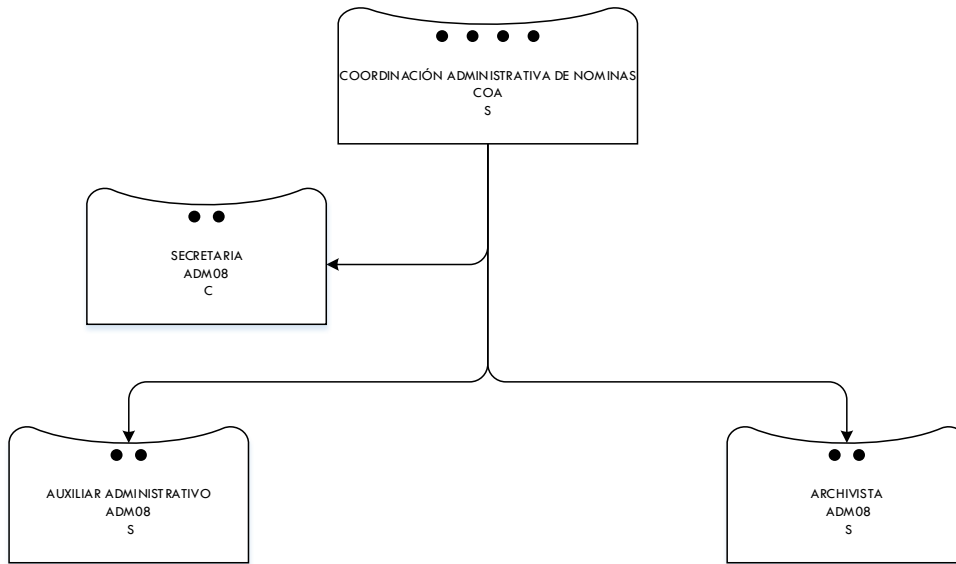 COORDINACIÓN ADMINISTRATIVA DE NOMINAS
COA
S
SECRETARIA
ADM08
C
AUXILIAR ADMINISTRATIVO
ADM08
S
ARCHIVISTA
ADM08
S